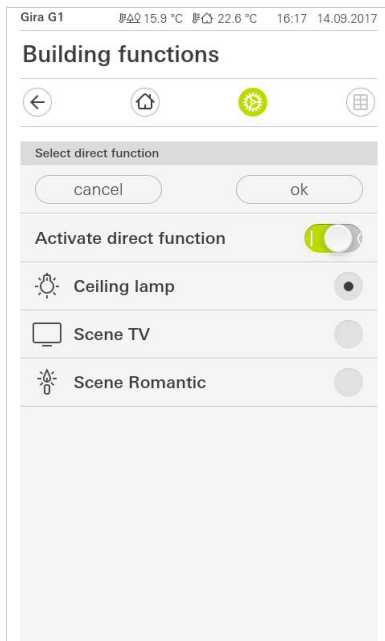 Gira G1 15.9 °C 22.6 °C 16:17 14.09.2017
Building functions
Select direct function
cancel ok
Activate direct function
Ceiling lamp
Scene TV
Scene Romantic